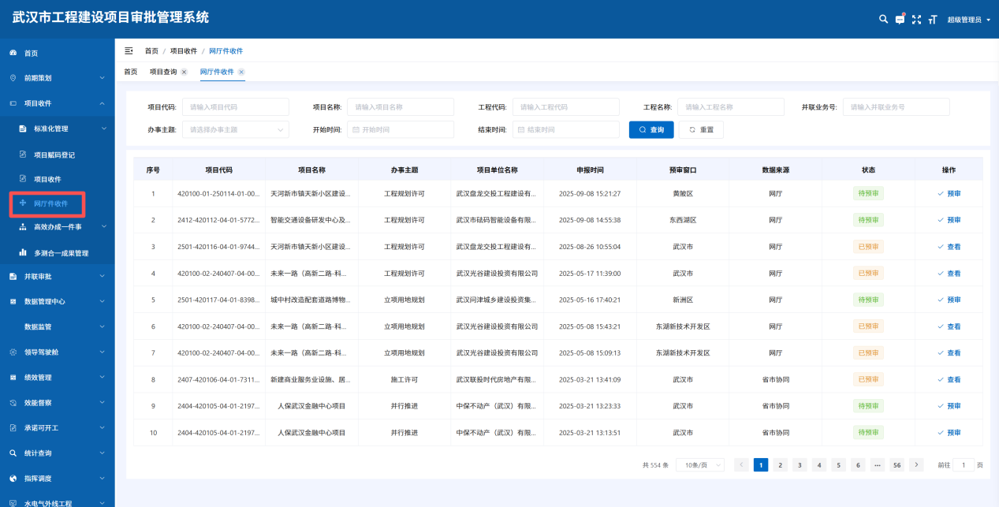 武汉市工程建设项目审批管理系统
超级管理员
首页
前期策划
项目收件
标准化管理
项目赋码登记
项目收件
网厅件收件
高效办成一件事
多测合一成果管理
并联审批
数据管理中心
数据监管
领导驾驶舱
绩效管理
效能督察
承诺可开工
统计查询
指挥调度
水电气外线工程
首页 / 项目收件 / 网厅件收件
首页 项目查询 网厅件收件
项目代码: 请输入项目代码 项目名称: 请输入项目名称 工程代码: 请输入工程代码 工程名称: 请输入工程名称 并联业务号: 请输入并联业务号
办事主题: 请选择办事主题 开始时间: 开始时间 结束时间: 结束时间 查询 重置
序号 项目代码 项目名称 办事主题 项目单位名称 申报时间 预审窗口 数据来源 状态 操作
1 420100-01-250114-01-00... 天河新市镇天新小区建设... 工程规划许可 武汉盘龙交投工程建设有... 2025-09-08 15:21:27 黄陂区 网厅 待预审 预审
2 2412-420112-04-01-5772... 智能交通设备研发中心及... 工程规划许可 武汉市砝码智能设备有限... 2025-09-08 14:55:38 东西湖区 网厅 待预审 预审
3 2501-420116-04-01-9744... 天河新市镇天新小区建设... 工程规划许可 武汉盘龙交投工程建设有... 2025-08-26 10:55:04 武汉市 网厅 已预审 查看
4 420100-02-240407-04-00... 未来一路（高新二路-科... 工程规划许可 武汉光谷建设投资有限公司 2025-05-17 11:39:00 武汉市 网厅 已预审 查看
5 2501-420117-04-01-8398... 城中村改造配套道路博物... 立项用地规划 武汉问津城乡建设投资集... 2025-05-16 17:40:21 新洲区 网厅 待预审 预审
6 420100-02-240407-04-00... 未来一路（高新二路-科... 立项用地规划 武汉光谷建设投资有限公司 2025-05-08 15:43:21 东湖新技术开发区 网厅 已预审 查看
7 420100-02-240407-04-00... 未来一路（高新二路-科... 立项用地规划 武汉光谷建设投资有限公司 2025-05-08 15:09:13 东湖新技术开发区 网厅 已预审 查看
8 2407-420106-04-01-7311... 新建商业服务业设施、居... 施工许可 武汉联投时代房地产有限... 2025-03-21 13:41:09 武汉市 省市协同 已预审 查看
9 2404-420105-04-01-2197... 人保武汉金融中心项目 并行推进 中保不动产（武汉）有限... 2025-03-21 13:23:33 武汉市 省市协同 待预审 预审
10 2404-420105-04-01-2197... 人保武汉金融中心项目 并行推进 中保不动产（武汉）有限... 2025-03-21 13:13:51 武汉市 省市协同 待预审 预审
共 554 条 10条/页 1 2 3 4 5 6 ··· 56 前往 1 页